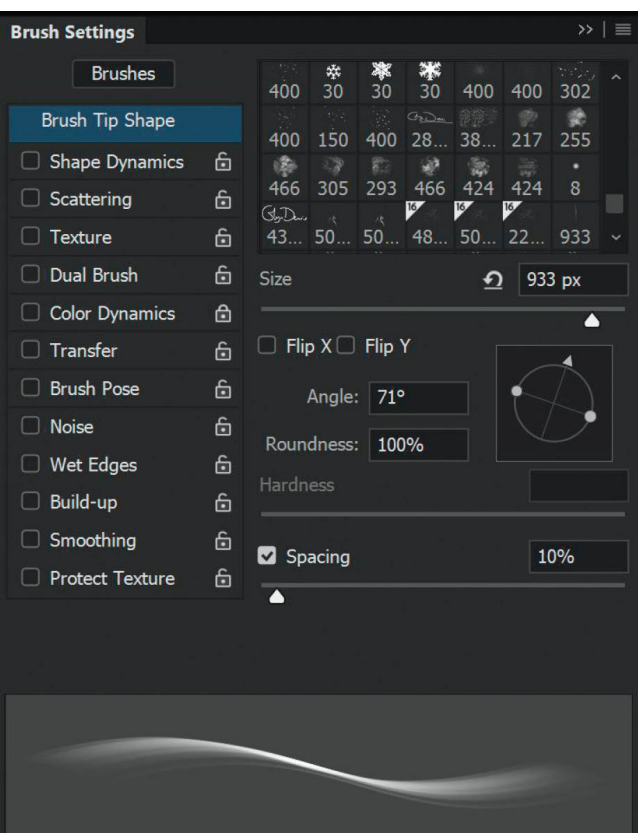 Brush Settings
Brushes
Brush Tip Shape
Shape Dynamics
Scattering
Texture
Dual Brush
Color Dynamics
Transfer
Brush Pose
Noise
Wet Edges
Build-up
Smoothing
Protect Texture
400 30 30 30 400 400 302
400 150 400 28... 38... 217 255
466 305 293 466 424 424 8
16 16 16
43... 50... 50... 48... 50... 22... 933
Size 933 px
Flip X Flip Y
Angle: 71°
Roundness: 100%
Hardness
Spacing 10%